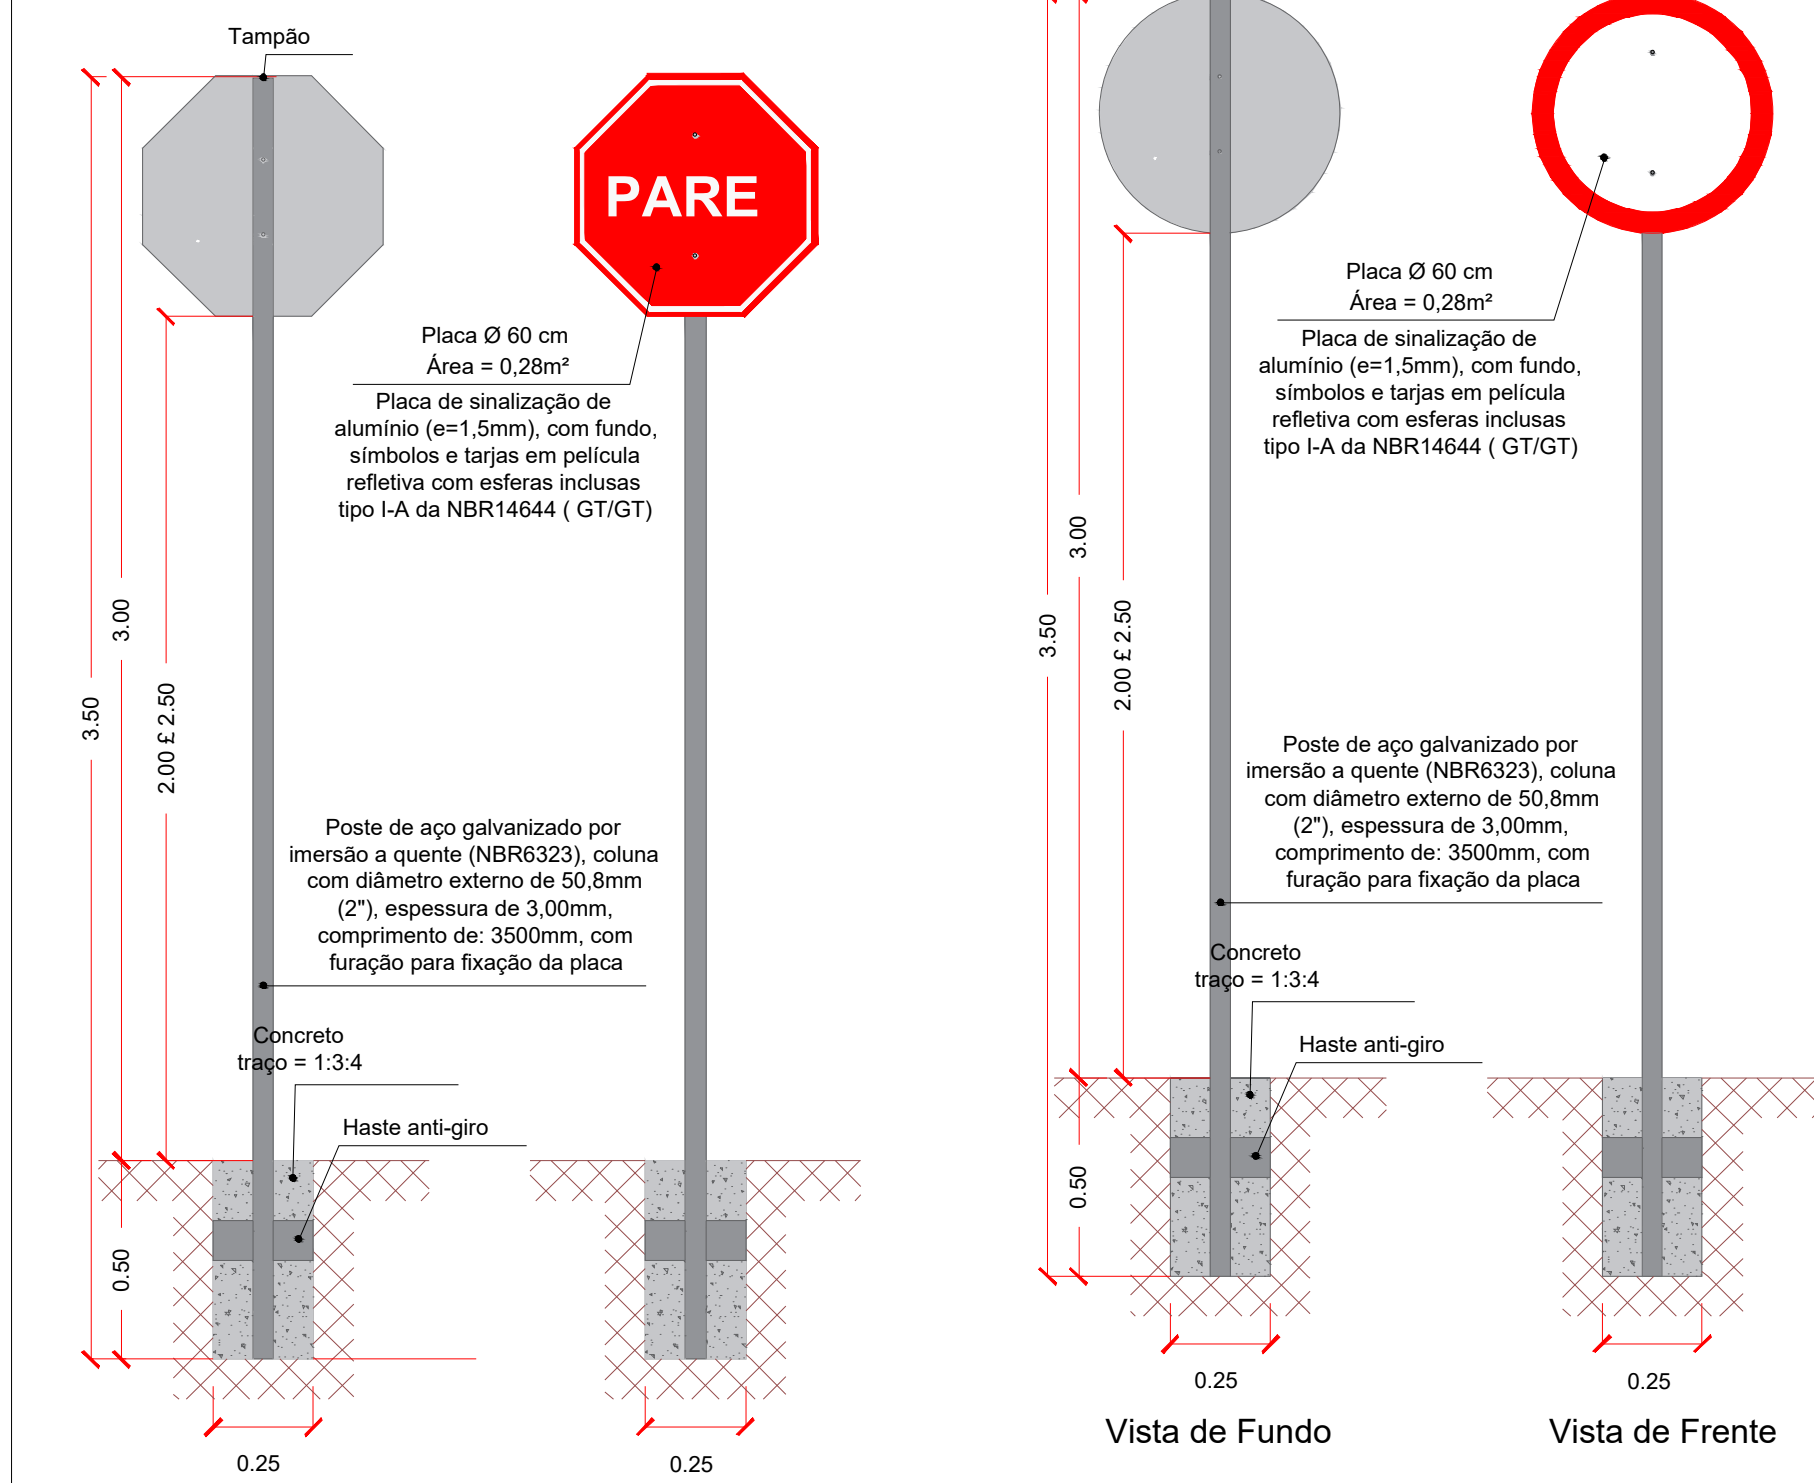 Tampão
PARE
Placa Ø 60 cm
Área = 0,28m²
Placa de sinalização de
alumínio (e=1,5mm), com fundo,
símbolos e tarjas em película
refletiva com esferas inclusas
tipo I-A da NBR14644 ( GT/GT)
3.50
3.00
2.00 £ 2.50
Poste de aço galvanizado por
imersão a quente (NBR6323), coluna
com diâmetro externo de 50,8mm
(2"), espessura de 3,00mm,
comprimento de: 3500mm, com
furação para fixação da placa
Concreto
traço = 1:3:4
Haste anti-giro
0.50
0.25
0.25
Placa Ø 60 cm
Área = 0,28m²
Placa de sinalização de
alumínio (e=1,5mm), com fundo,
símbolos e tarjas em película
refletiva com esferas inclusas
tipo I-A da NBR14644 ( GT/GT)
3.50
3.00
2.00 £ 2.50
Poste de aço galvanizado por
imersão a quente (NBR6323), coluna
com diâmetro externo de 50,8mm
(2"), espessura de 3,00mm,
comprimento de: 3500mm, com
furação para fixação da placa
Concreto
traço = 1:3:4
Haste anti-giro
0.50
0.25
0.25
Vista de Fundo
Vista de Frente